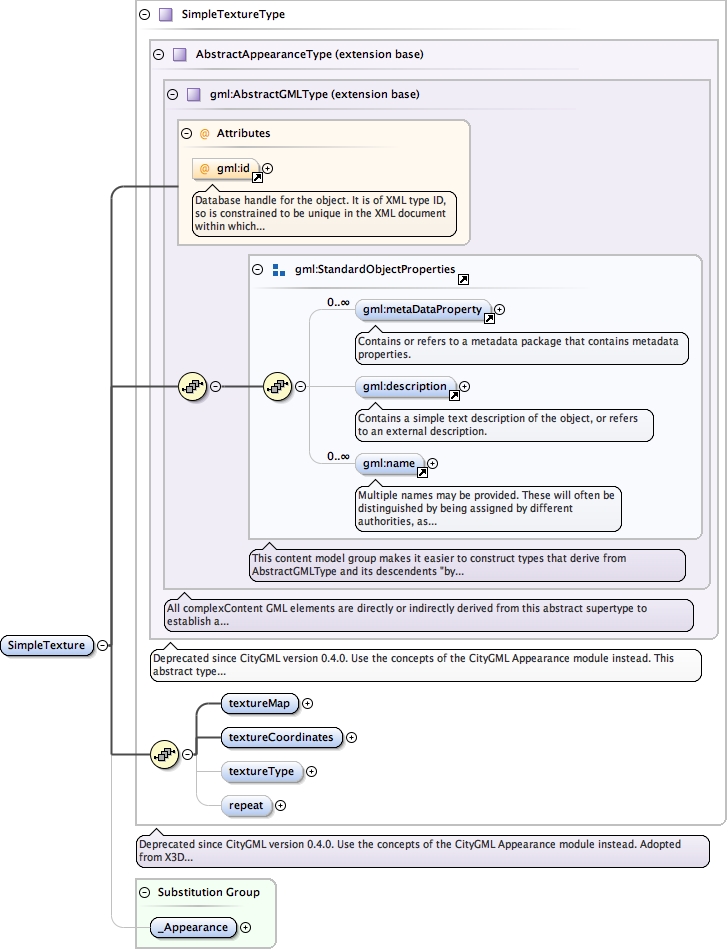 SimpleTextureType
AbstractAppearanceType (extension base)
gml:AbstractGMLType (extension base)
@ Attributes
@ gml:id
Database handle for the object. It is of XML type ID,
so is constrained to be unique in the XML document
within which...
gml:StandardObjectProperties
0..∞
gml:metaDataProperty
Contains or refers to a metadata package that contains metadata
properties.
gml:description
Contains a simple text description of the object, or refers
to an external description.
0..∞
gml:name
Multiple names may be provided. These will often be
distinguished by being assigned by different
authorities, as...
This content model group makes it easier to construct types that derive from
AbstractGMLType and its descendents "by...
All complexContent GML elements are directly or indirectly derived from this abstract supertype to
establish a...
SimpleTexture
Deprecated since CityGML version 0.4.0. Use the concepts of the CityGML Appearance module instead. This
abstract type...
textureMap
textureCoordinates
textureType
repeat
Deprecated since CityGML version 0.4.0. Use the concepts of the CityGML Appearance module instead. Adopted
from X3D...
Substitution Group
_Appearance